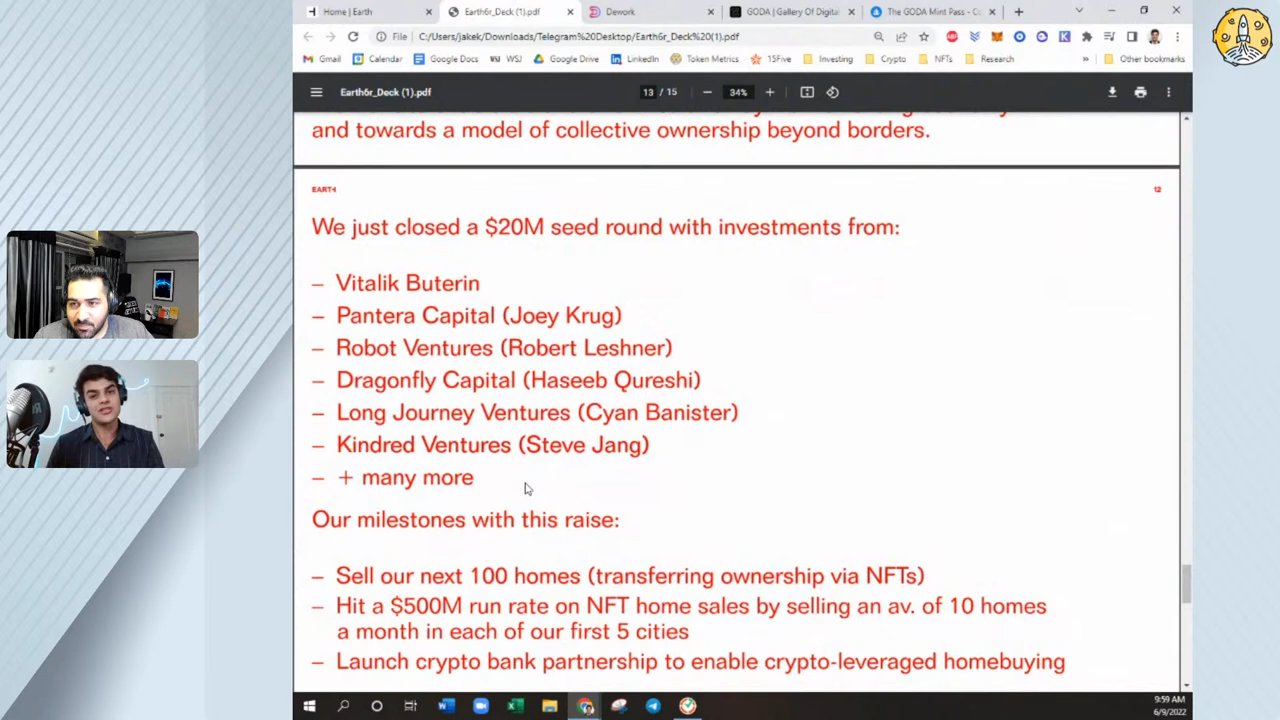 Home | Earth
Earth6r_Deck (1).pdf
Dework
GODA | Gallery Of Digital
The GODA Mint Pass - C
File
C:/Users/jakek/Downloads/Telegram%20Desktop/Earth6r_Deck%20(1).pdf
Gmail
Calendar
Google Docs
WSJ
Google Drive
LinkedIn
Token Metrics
15Five
Investing
Crypto
NFTs
Research
Other bookmarks
Earth6r_Deck (1).pdf
13 / 15
34%
and towards a model of collective ownership beyond borders.
12
We just closed a $20M seed round with investments from:
– Vitalik Buterin
– Pantera Capital (Joey Krug)
– Robot Ventures (Robert Leshner)
– Dragonfly Capital (Haseeb Qureshi)
– Long Journey Ventures (Cyan Banister)
– Kindred Ventures (Steve Jang)
– + many more
Our milestones with this raise:
– Sell our next 100 homes (transferring ownership via NFTs)
– Hit a $500M run rate on NFT home sales by selling an av. of 10 homes
a month in each of our first 5 cities
– Launch crypto bank partnership to enable crypto-leveraged homebuying
9:59 AM
6/9/2022